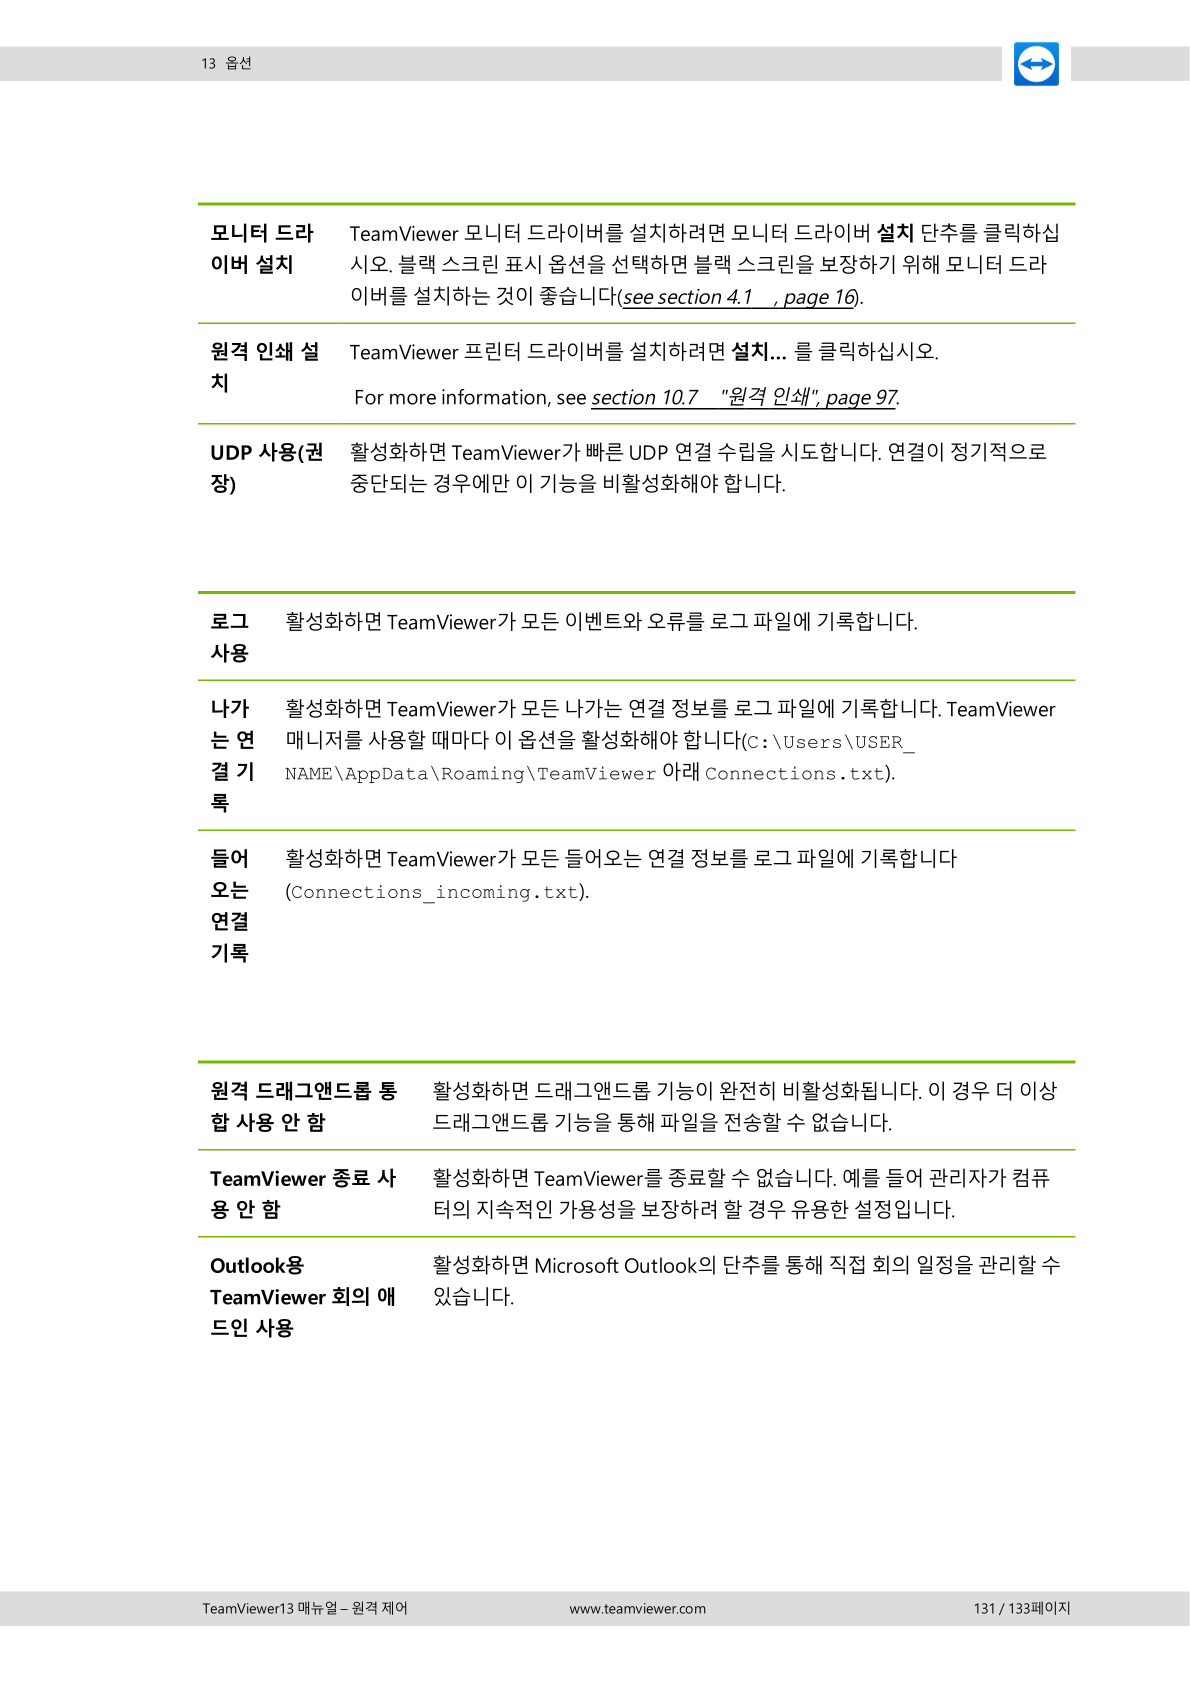 13 옵션
모니터 드라
이버 설치
TeamViewer 모니터 드라이버를 설치하려면 모니터 드라이버 설치 단추를 클릭하십
시오. 블랙 스크린 표시 옵션을 선택하면 블랙 스크린을 보장하기 위해 모니터 드라
이버를 설치하는 것이 좋습니다(see section 4.1 , page 16).
원격 인쇄 설
치
TeamViewer 프린터 드라이버를 설치하려면 설치... 를 클릭하십시오.
For more information, see section 10.7 "원격 인쇄", page 97.
UDP 사용(권
장)
활성화하면 TeamViewer가 빠른 UDP 연결 수립을 시도합니다. 연결이 정기적으로
중단되는 경우에만 이 기능을 비활성화해야 합니다.
로그
사용
활성화하면 TeamViewer가 모든 이벤트와 오류를 로그 파일에 기록합니다.
나가
는 연
결 기
록
활성화하면 TeamViewer가 모든 나가는 연결 정보를 로그 파일에 기록합니다. TeamViewer
매니저를 사용할 때마다 이 옵션을 활성화해야 합니다(C:\Users\USER_
NAME\AppData\Roaming\TeamViewer 아래 Connections.txt).
들어
오는
연결
기록
활성화하면 TeamViewer가 모든 들어오는 연결 정보를 로그 파일에 기록합니다
(Connections_incoming.txt).
원격 드래그앤드롭 통
합 사용 안 함
활성화하면 드래그앤드롭 기능이 완전히 비활성화됩니다. 이 경우 더 이상
드래그앤드롭 기능을 통해 파일을 전송할 수 없습니다.
TeamViewer 종료 사
용 안 함
활성화하면 TeamViewer를 종료할 수 없습니다. 예를 들어 관리자가 컴퓨
터의 지속적인 가용성을 보장하려 할 경우 유용한 설정입니다.
Outlook용
TeamViewer 회의 애
드인 사용
활성화하면 Microsoft Outlook의 단추를 통해 직접 회의 일정을 관리할 수
있습니다.
TeamViewer13 매뉴얼 – 원격 제어
www.teamviewer.com
131 / 133페이지